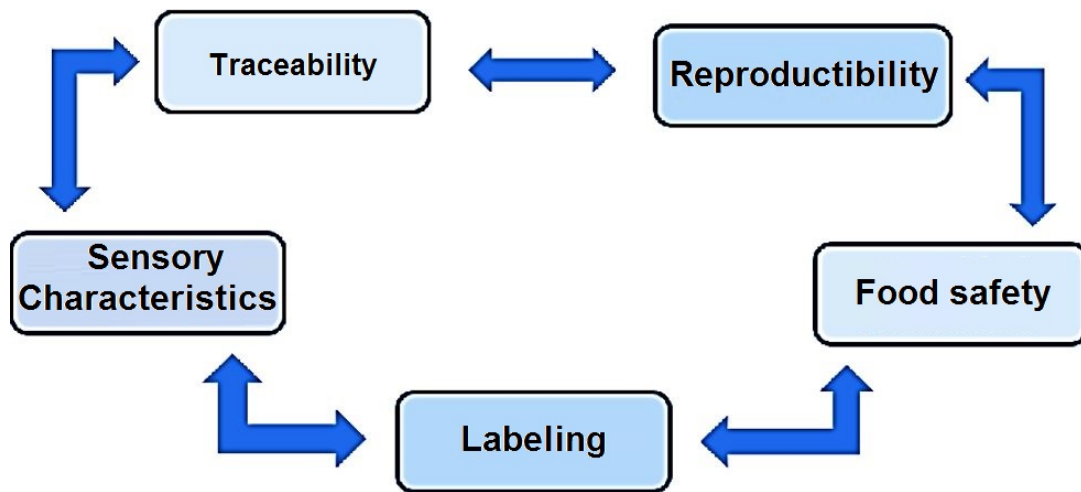 Traceability
Reproductibility
Sensory
Characteristics
Food safety
Labeling